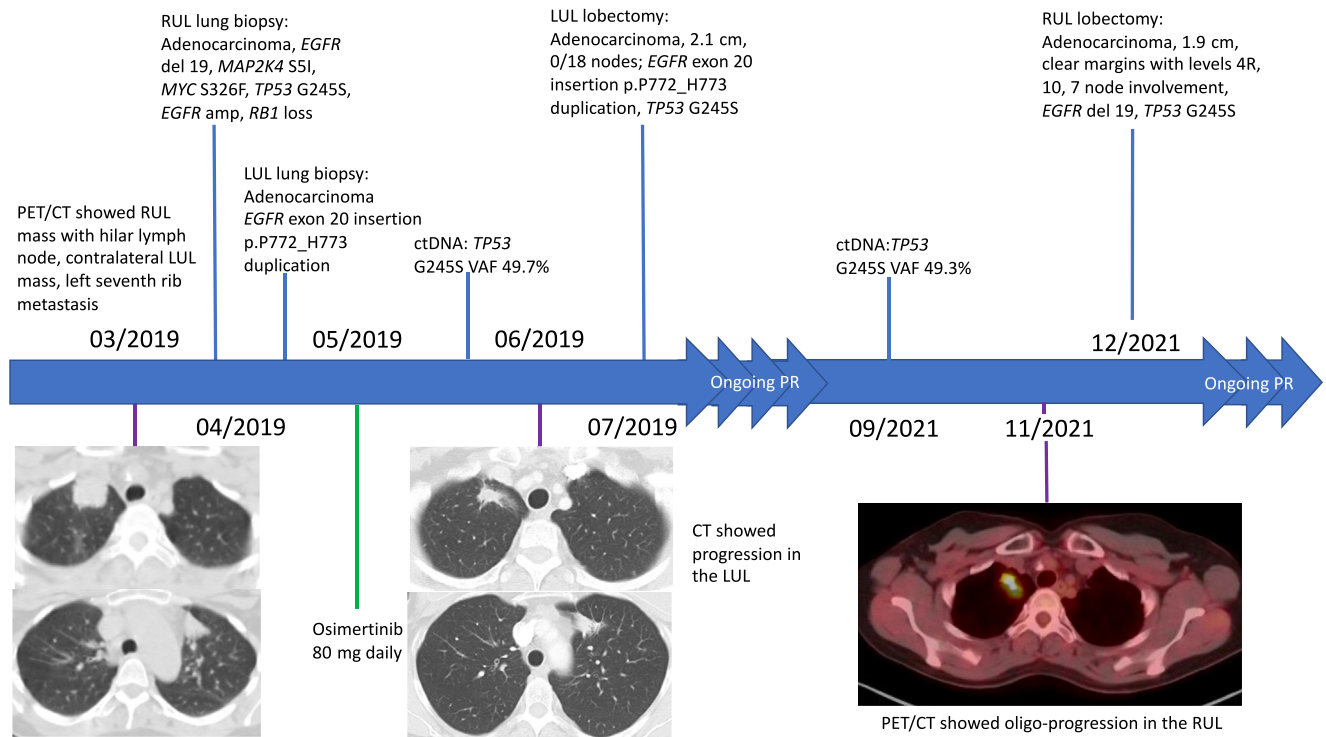 RUL lung biopsy:
Adenocarcinoma, EGFR
del 19, MAP2K4 S5I,
MYC S326F, TP53 G245S,
EGFR amp, RB1 loss
LUL lobectomy:
Adenocarcinoma, 2.1 cm,
0/18 nodes; EGFR exon 20
insertion p.P772_H773
duplication, TP53 G245S
RUL lobectomy:
Adenocarcinoma, 1.9 cm,
clear margins with levels 4R,
10, 7 node involvement,
EGFR del 19, TP53 G245S
PET/CT showed RUL
mass with hilar lymph
node, contralateral LUL
mass, left seventh rib
metastasis
LUL lung biopsy:
Adenocarcinoma
EGFR exon 20 insertion
p.P772_H773
duplication
ctDNA: TP53
G245S VAF 49.7%
ctDNA:TP53
G245S VAF 49.3%
03/2019
05/2019
06/2019
12/2021
Ongoing PR
Ongoing PR
04/2019
07/2019
09/2021
11/2021
Osimertinib
80 mg daily
CT showed
progression in
the LUL
PET/CT showed oligo-progression in the RUL